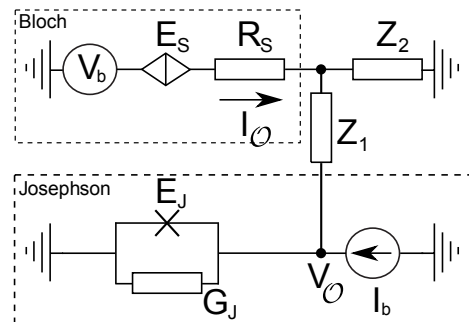 Bloch
E_S R_S Z_2
V_b
I_𝒪
Z_1
Josephson
E_J
G_J
V_𝒪
I_b